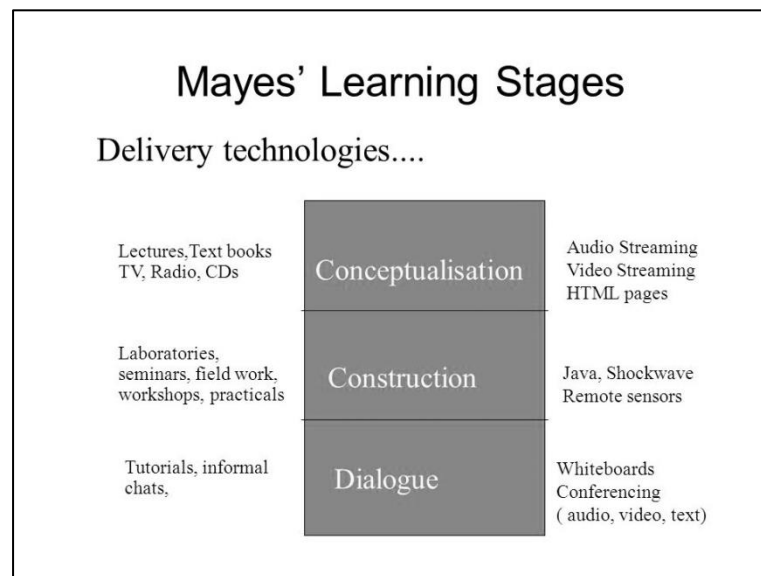 Mayes’ Learning Stages
Delivery technologies....
Lectures,Text books
TV, Radio, CDs
Conceptualisation
Audio Streaming
Video Streaming
HTML pages
Laboratories,
seminars, field work,
workshops, practicals
Construction
Java, Shockwave
Remote sensors
Tutorials, informal
chats,
Dialogue
Whiteboards
Conferencing
( audio, video, text)